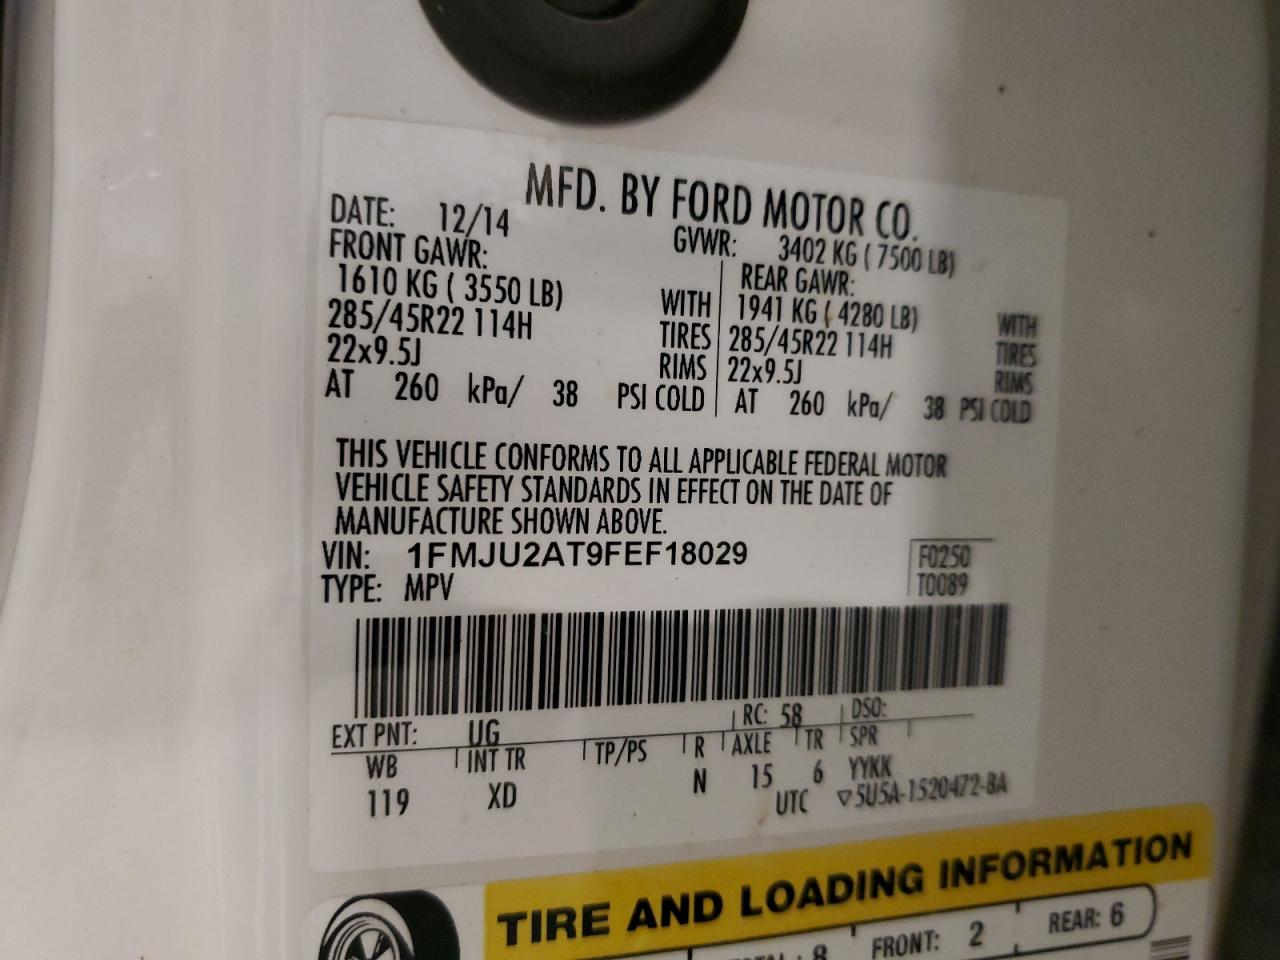 MFD. BY FORD MOTOR CO.
DATE: 12/14 GVWR: 3402 KG ( 7500 LB)
FRONT GAWR: REAR GAWR:
1610 KG ( 3550 LB) WITH 1941 KG ( 4280 LB) WITH
285/45R22 114H TIRES 285/45R22 114H TIRES
22x9.5J RIMS 22x9.5J RIMS
AT 260 kPa/ 38 PSI COLD AT 260 kPa/ 38 PSI COLD
THIS VEHICLE CONFORMS TO ALL APPLICABLE FEDERAL MOTOR
VEHICLE SAFETY STANDARDS IN EFFECT ON THE DATE OF
MANUFACTURE SHOWN ABOVE.
VIN: 1FMJU2AT9FEF18029 F0250
TYPE: MPV T0089
EXT PNT: UG RC: 58 DSO:
WB INT TR TP/PS R AXLE TR SPR
119 XD N 15 6 YYKK
UTC ▽5U5A-1520472-BA
TIRE AND LOADING INFORMATION
8 FRONT: 2 REAR: 6